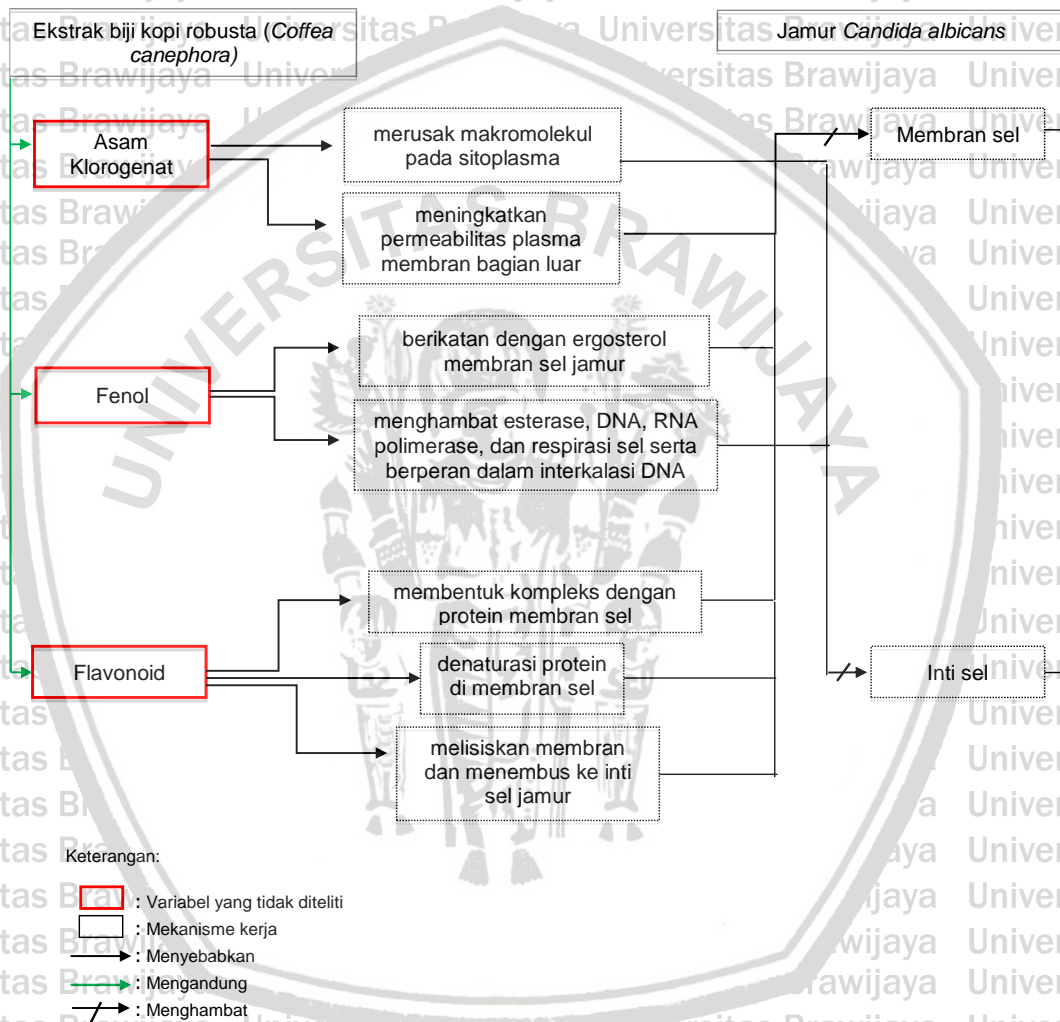 Ekstrak biji kopi robusta (Coffea
canephora)
Jamur Candida albicans
Asam
Klorogenat
merusak makromolekul
pada sitoplasma
Membran sel
meningkatkan
permeabilitas plasma
membran bagian luar
berikatan dengan ergosterol
membran sel jamur
Fenol
menghambat esterase, DNA, RNA
polimerase, dan respirasi sel serta
berperan dalam interkalasi DNA
membentuk kompleks dengan
protein membran sel
Flavonoid
denaturasi protein
di membran sel
Inti sel
melisiskan membran
dan menembus ke inti
sel jamur
Keterangan:
: Variabel yang tidak diteliti
: Mekanisme kerja
: Menyebabkan
: Mengandung
: Menghambat
UNIVERSITAS BRAWIJAYA